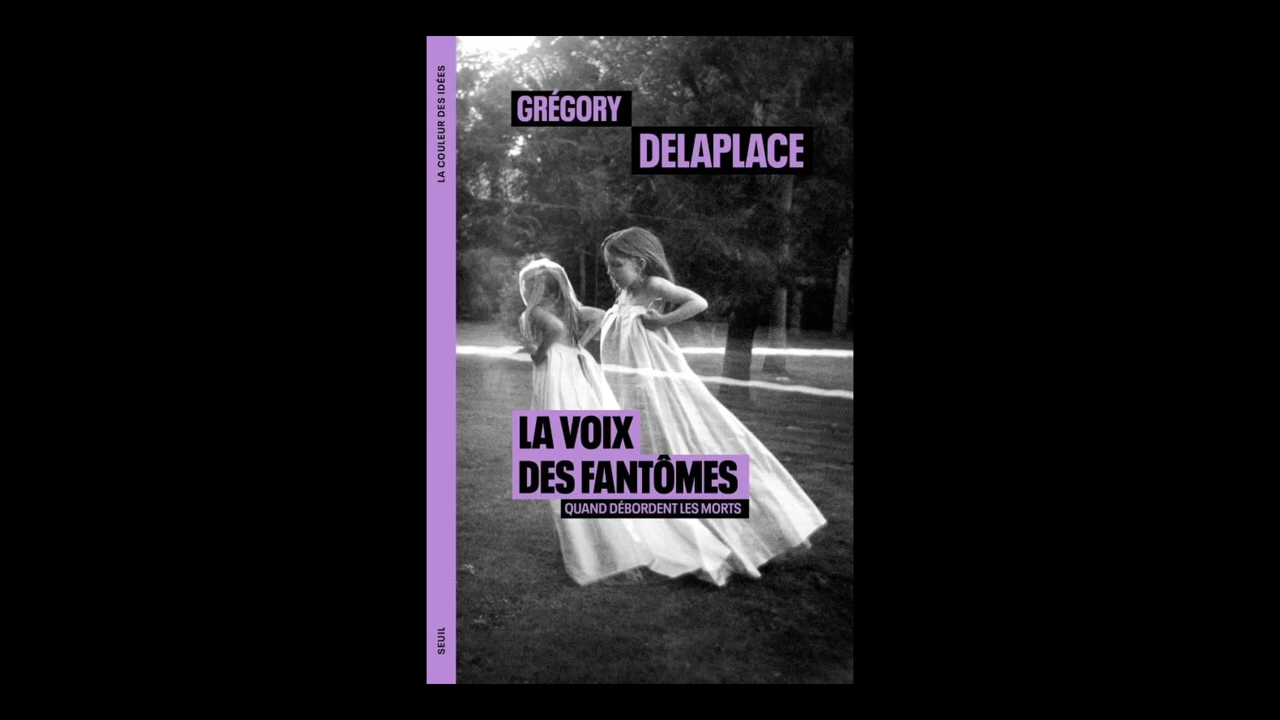 LA COULEUR DES IDÉES
GRÉGORY
DELAPLACE
LA VOIX
DES FANTÔMES
QUAND DÉBORDENT LES MORTS
SEUIL